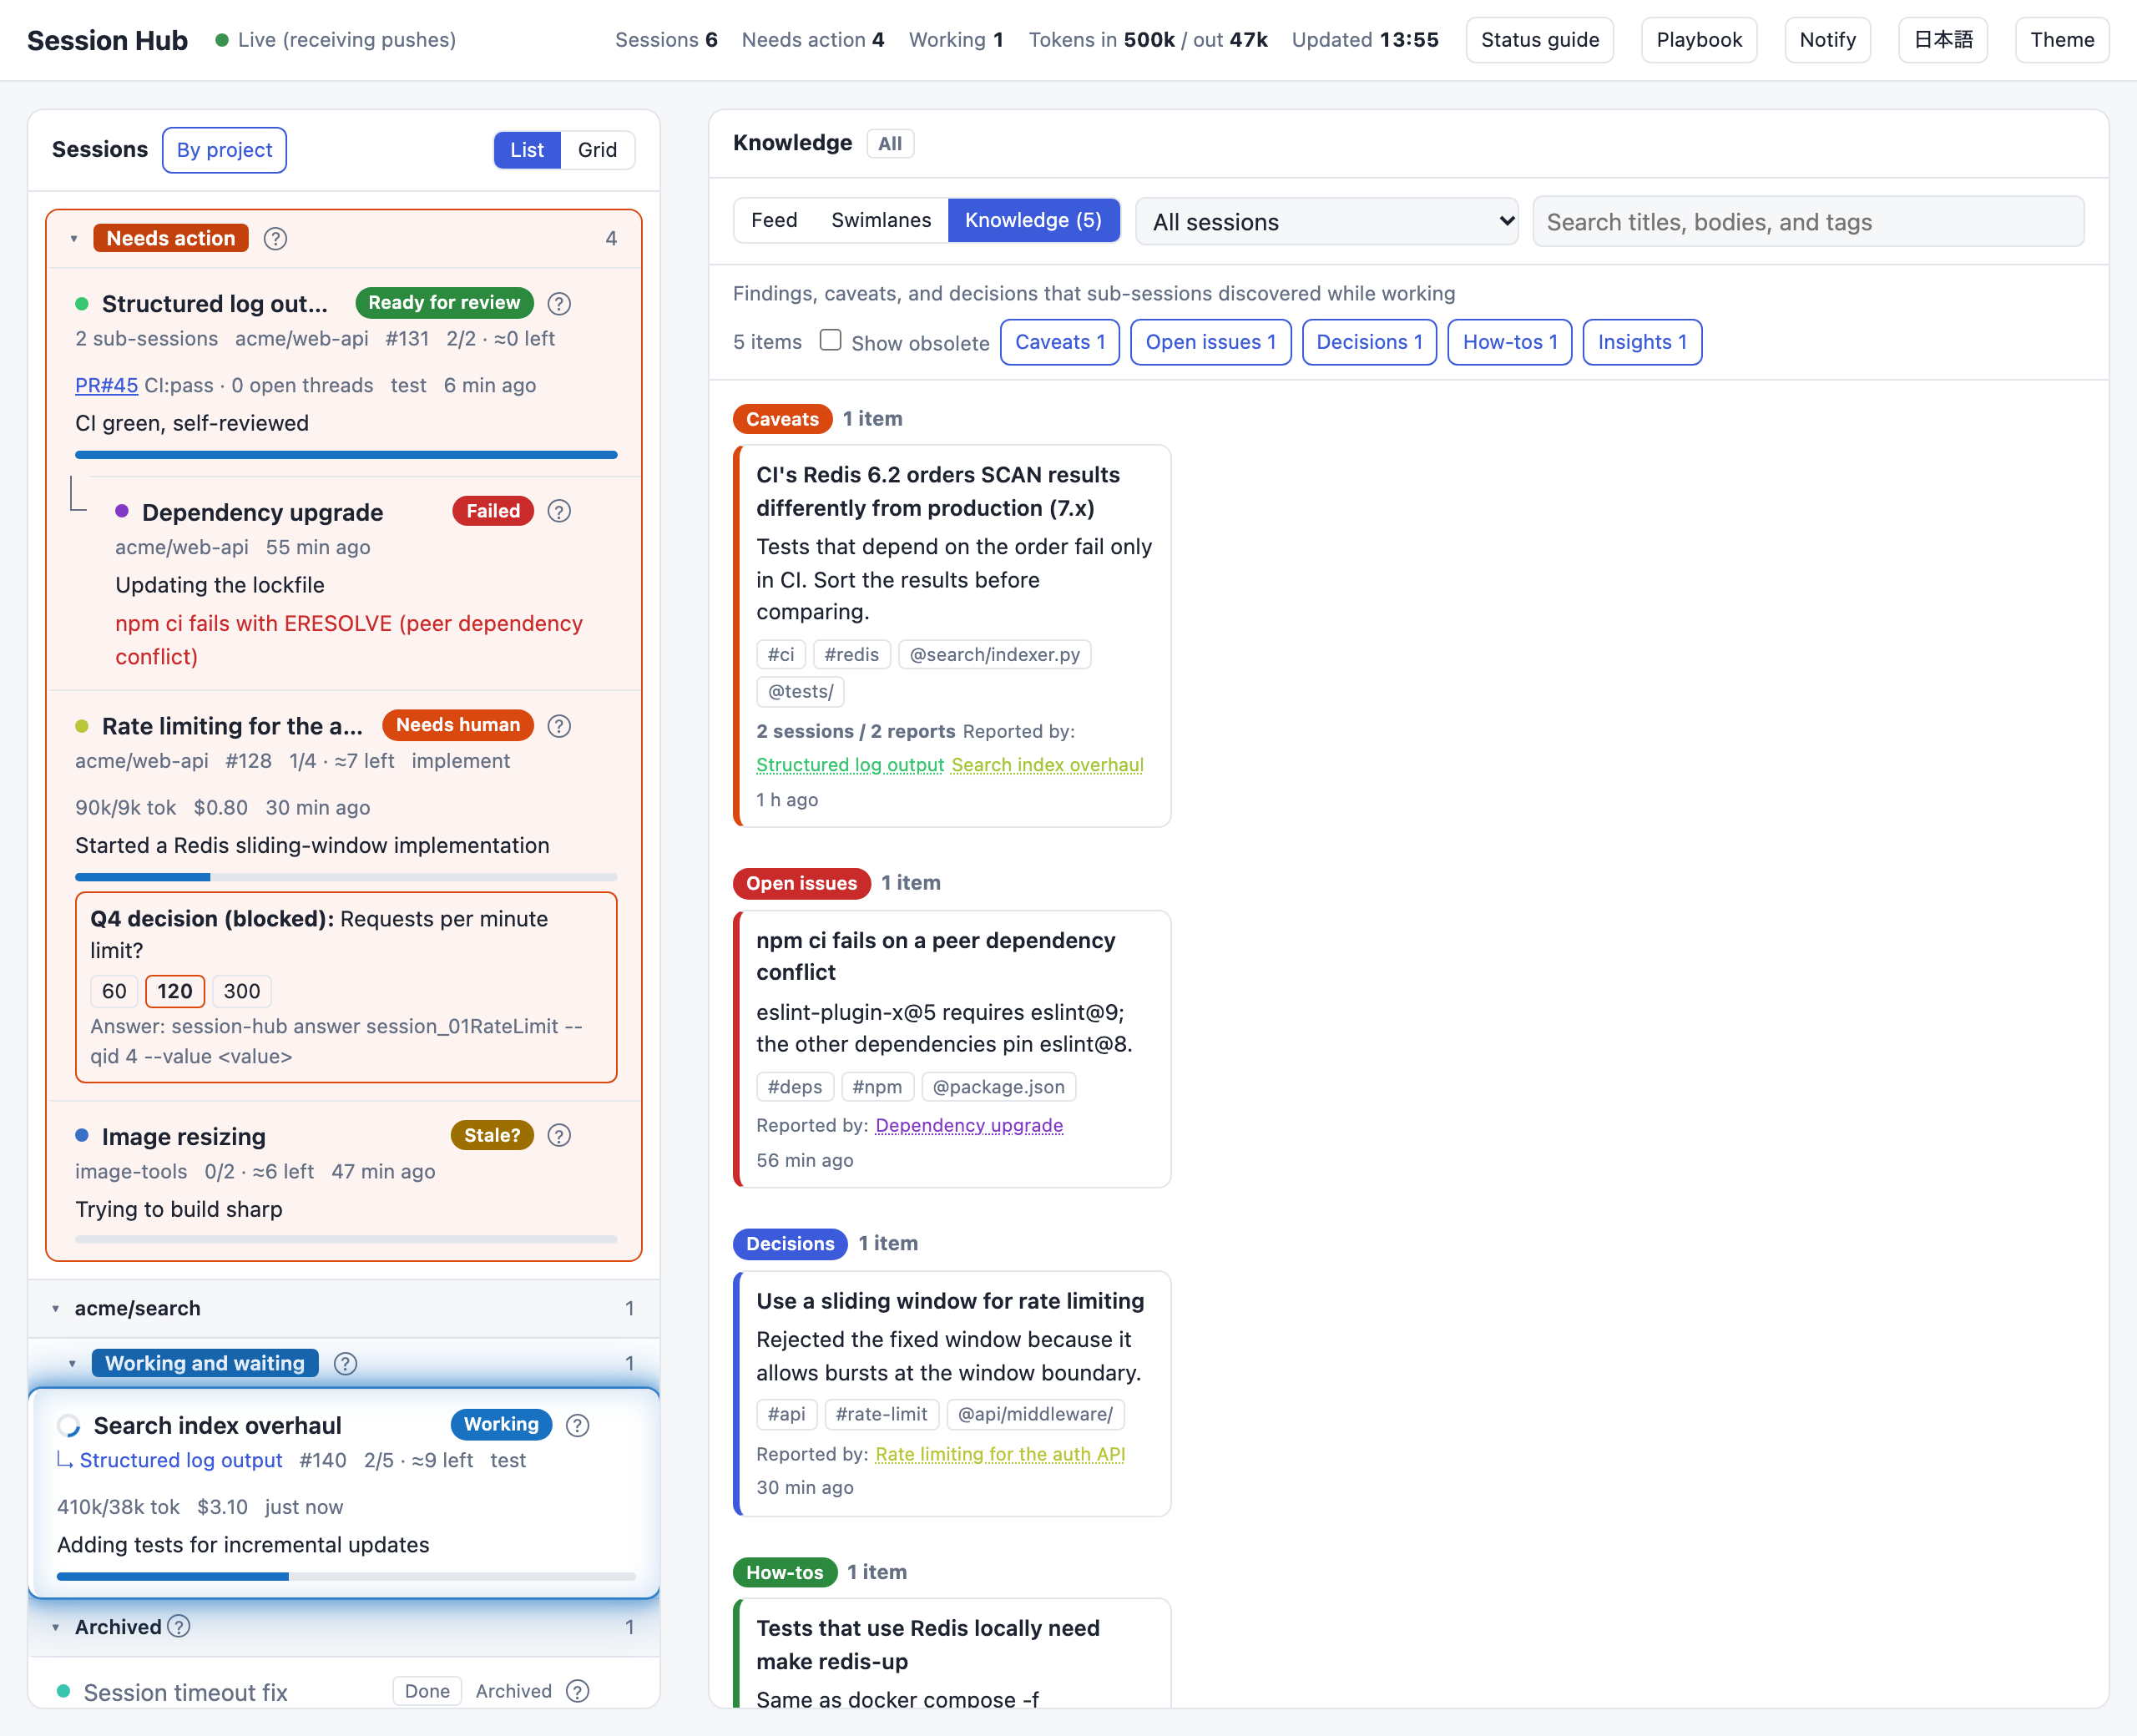 Session Hub
Live (receiving pushes)
Sessions 6
Needs action 4
Working 1
Tokens in 500k / out 47k
Updated 13:55
Status guide
Playbook
Notify
日本語
Theme
Sessions
By project
List
Grid
Needs action
?
4
Structured log out...
Ready for review
?
2 sub-sessions acme/web-api #131 2/2 · ≈0 left
PR#45 CI:pass · 0 open threads test 6 min ago
CI green, self-reviewed
Dependency upgrade
Failed
?
acme/web-api 55 min ago
Updating the lockfile
npm ci fails with ERESOLVE (peer dependency
conflict)
Rate limiting for the a...
Needs human
?
acme/web-api #128 1/4 · ≈7 left implement
90k/9k tok $0.80 30 min ago
Started a Redis sliding-window implementation
Q4 decision (blocked): Requests per minute
limit?
60
120
300
Answer: session-hub answer session_01RateLimit --
qid 4 --value <value>
Image resizing
Stale?
?
image-tools 0/2 · ≈6 left 47 min ago
Trying to build sharp
acme/search
1
Working and waiting
?
1
Search index overhaul
Working
?
Structured log output #140 2/5 · ≈9 left test
410k/38k tok $3.10 just now
Adding tests for incremental updates
Archived
?
1
Session timeout fix
Done
Archived
?
Knowledge
All
Feed
Swimlanes
Knowledge (5)
All sessions
Search titles, bodies, and tags
Findings, caveats, and decisions that sub-sessions discovered while working
5 items
Show obsolete
Caveats 1
Open issues 1
Decisions 1
How-tos 1
Insights 1
Caveats
1 item
CI's Redis 6.2 orders SCAN results
differently from production (7.x)
Tests that depend on the order fail only
in CI. Sort the results before
comparing.
#ci
#redis
@search/indexer.py
@tests/
2 sessions / 2 reports Reported by:
Structured log output Search index overhaul
1 h ago
Open issues
1 item
npm ci fails on a peer dependency
conflict
eslint-plugin-x@5 requires eslint@9;
the other dependencies pin eslint@8.
#deps
#npm
@package.json
Reported by: Dependency upgrade
56 min ago
Decisions
1 item
Use a sliding window for rate limiting
Rejected the fixed window because it
allows bursts at the window boundary.
#api
#rate-limit
@api/middleware/
Reported by: Rate limiting for the auth API
30 min ago
How-tos
1 item
Tests that use Redis locally need
make redis-up
Same as docker compose -f